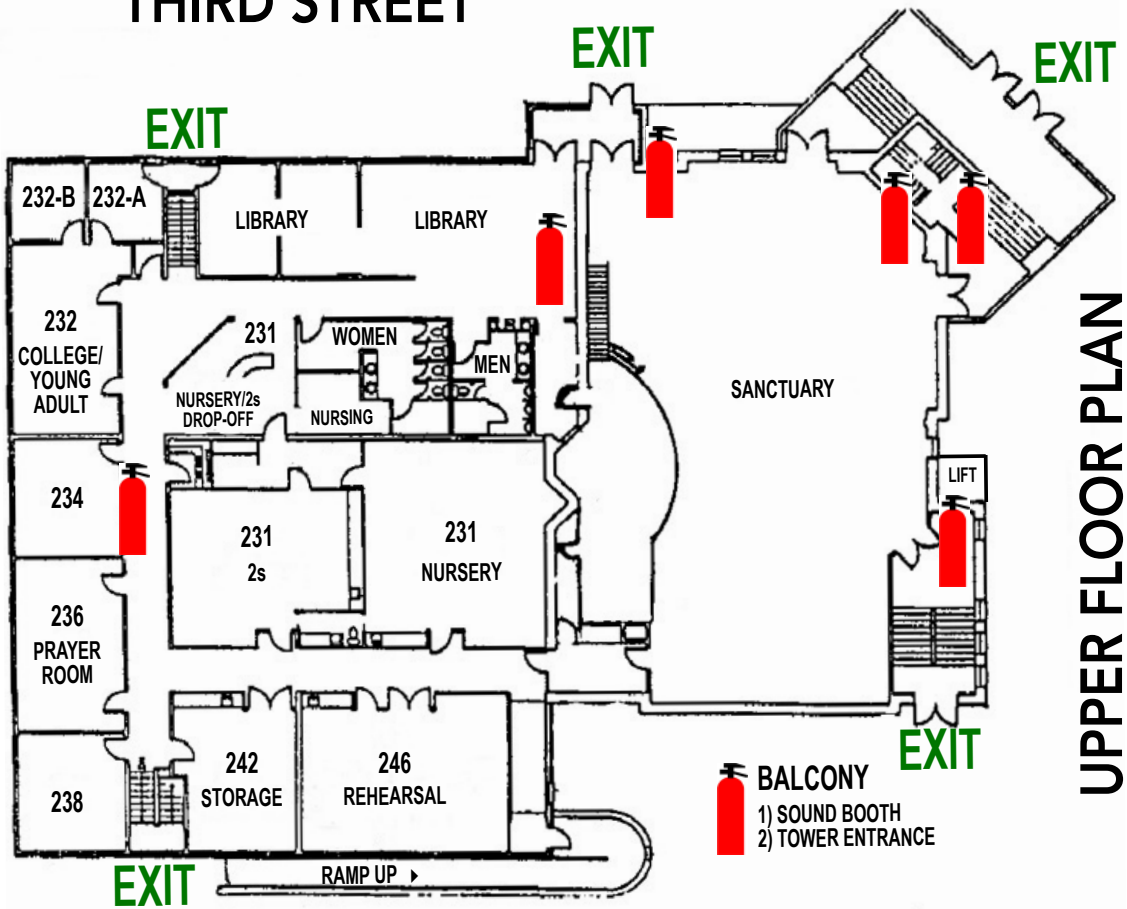 THIRD STREET
EXIT
EXIT
EXIT
232-B
232-A
LIBRARY
LIBRARY
232
COLLEGE/
YOUNG
ADULT
231
NURSERY/2s
DROP-OFF
WOMEN
MEN
NURSING
SANCTUARY
UPPER FLOOR PLAN
LIFT
234
231
2s
231
NURSERY
236
PRAYER
ROOM
238
242
STORAGE
246
REHEARSAL
EXIT
BALCONY
1) SOUND BOOTH
2) TOWER ENTRANCE
RAMP UP
EXIT